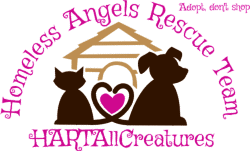 Adopt, don't shop
Homeless Angels Rescue Team
HARTAllCreatures